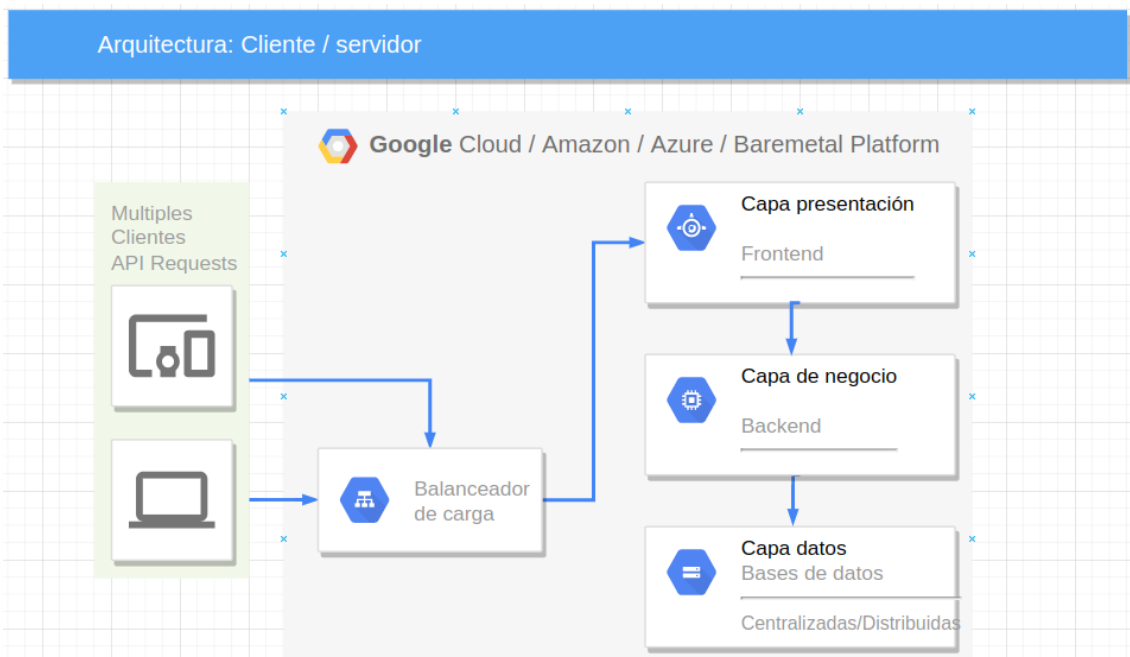 Arquitectura: Cliente / servidor
Google Cloud / Amazon / Azure / Baremetal Platform
Multiples
Clientes
API Requests
Balanceador
de carga
Capa presentación
Frontend
Capa de negocio
Backend
Capa datos
Bases de datos
Centralizadas/Distribuidas